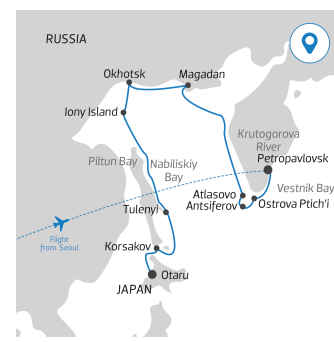 RUSSIA
Okhotsk
Magadan
Iony Island
Krutogorova
River
Piltun Bay
Nabiliskiy
Bay
Petropavlovsk
Vestnik Bay
Atlasovo
Antsiferov
Ostrova Ptich'i
Tulenyi
Flight
from Seoul
Korsakov
Otaru
JAPAN